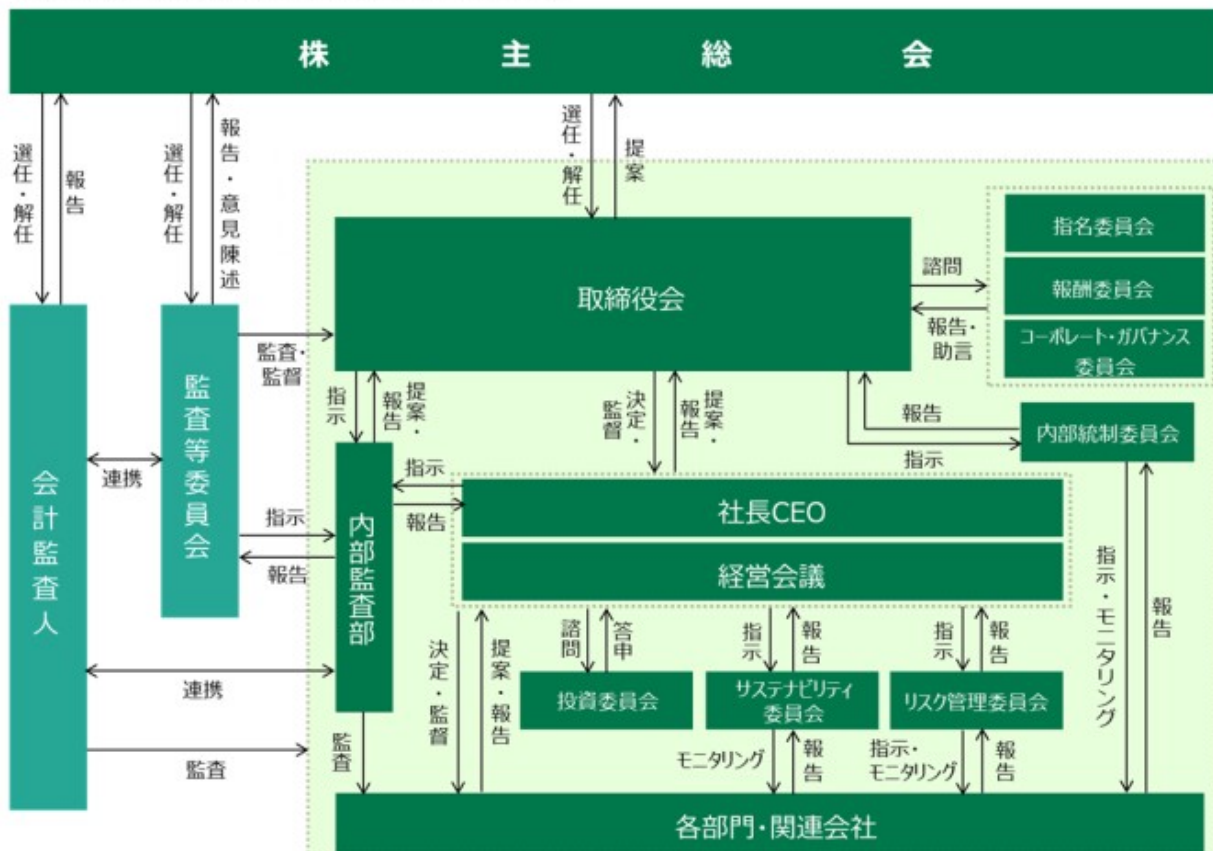 株主総会
選任・解任
報告
選任・解任
報告・意見陳述
選任・解任
提案
指名委員会
報酬委員会
コーポレート・ガバナンス
委員会
取締役会
諮問
報告・
助言
監査・
監督
監査等委員会
会計監査人
連携
指示
提案・
報告
決定・
監督
提案・
報告
報告
指示
内部統制委員会
指示
報告
社長CEO
経営会議
内部監査部
指示
報告
連携
監査
監査
決定・監督
提案・報告
諮問
答申
指示
報告
指示
報告
投資委員会
サステナビリティ
委員会
リスク管理委員会
モニタリング
報告
指示・
モニタリング
報告
指示・モニタリング
報告
各部門・関連会社